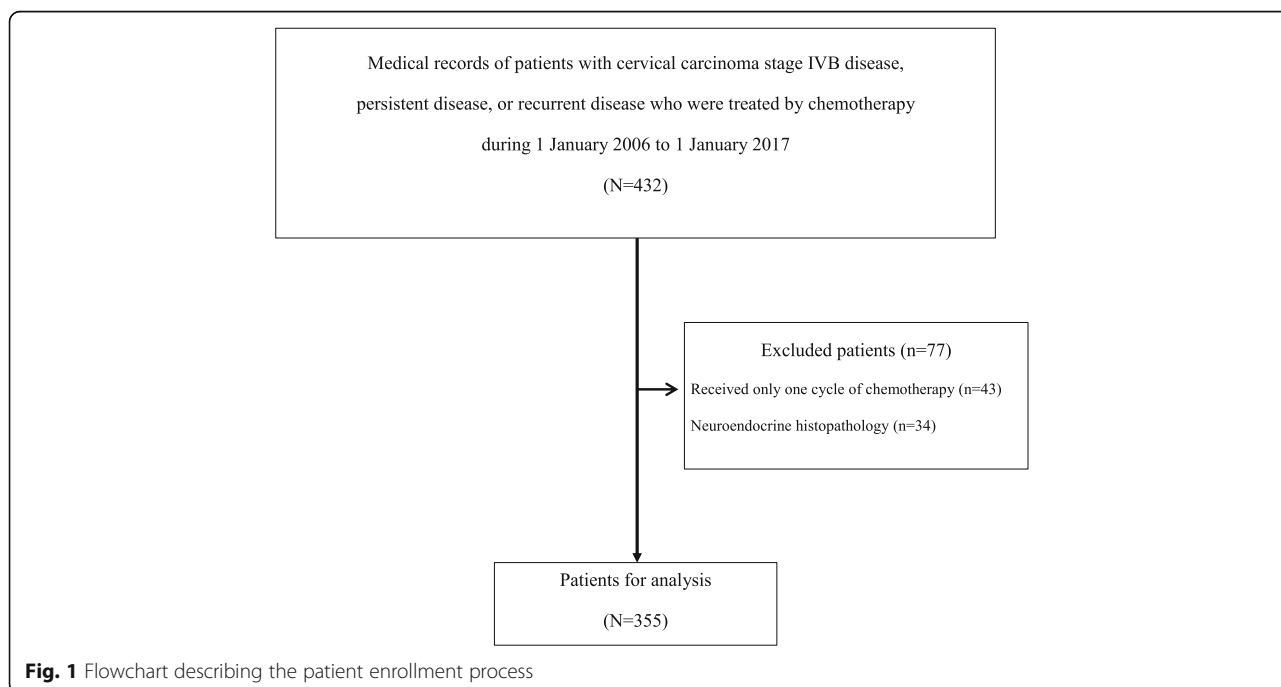 Medical records of patients with cervical carcinoma stage IVB disease,
persistent disease, or recurrent disease who were treated by chemotherapy
during 1 January 2006 to 1 January 2017
(N=432)
Excluded patients (n=77)
Received only one cycle of chemotherapy (n=43)
Neuroendocrine histopathology (n=34)
Patients for analysis
(N=355)
Fig. 1 Flowchart describing the patient enrollment process